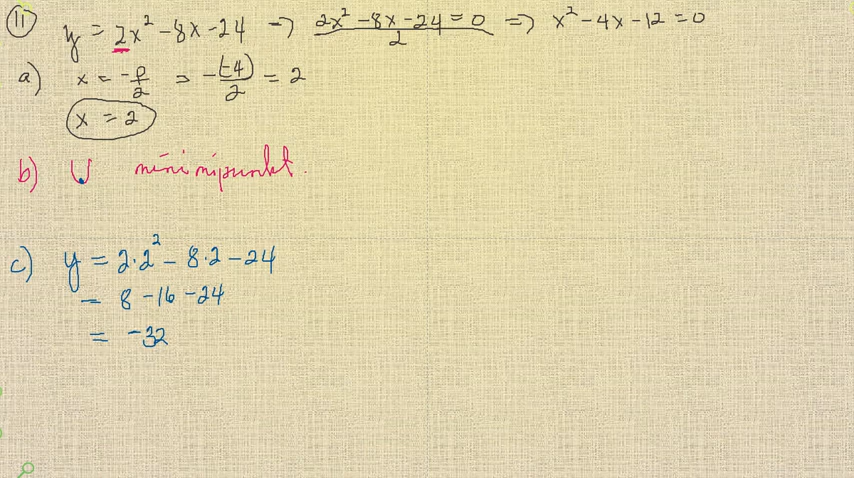 11) y = 2x² - 8x - 24 → (2x² - 8x - 24 = 0)/2 ⇒ x² - 4x - 12 = 0
a) x = -p/2 ⇒ -(-4)/2 = 2
x = 2
b) minimipunkt.
c) y = 2·2² - 8·2 - 24
= 8 - 16 - 24
= -32